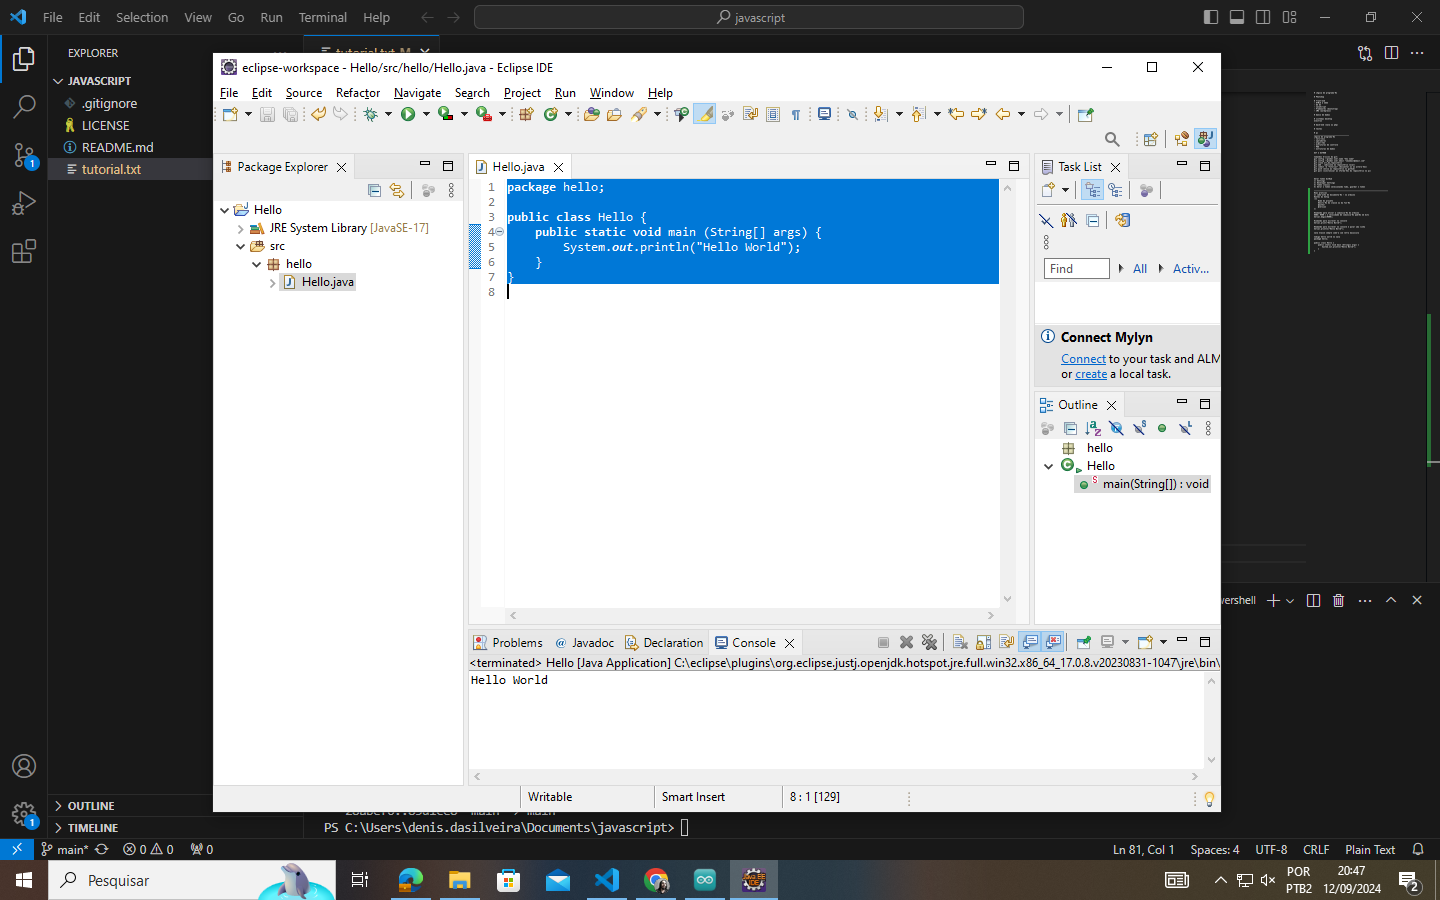 File Edit Selection View Go Run Terminal Help
javascript
EXPLORER
tutorial.txt M
JAVASCRIPT
.gitignore
LICENSE
README.md
tutorial.txt
1
1
OUTLINE
TIMELINE
eclipse-workspace - Hello/src/hello/Hello.java - Eclipse IDE
File Edit Source Refactor Navigate Search Project Run Window Help
Package Explorer
Hello
JRE System Library [JavaSE-17]
src
hello
Hello.java
Hello.java
1 package hello;
2
3 public class Hello {
4 public static void main (String[] args) {
5 System.out.println("Hello World");
6 }
7 }
8
Task List
Find All Activ...
Connect Mylyn
Connect to your task and ALM
or create a local task.
Outline
hello
Hello
main(String[]) : void
Problems Javadoc Declaration Console
<terminated> Hello [Java Application] C:\eclipse\plugins\org.eclipse.justj.openjdk.hotspot.jre.full.win32.x86_64_17.0.8.v20230831-1047\jre\bin\
Hello World
Writable Smart Insert 8 : 1 [129]
PS C:\Users\denis.dasilveira\Documents\javascript>
main* 0 0 0
Ln 81, Col 1 Spaces: 4 UTF-8 CRLF Plain Text
Pesquisar
JAVA EE
IDE
POR
PTB2
20:47
12/09/2024
2